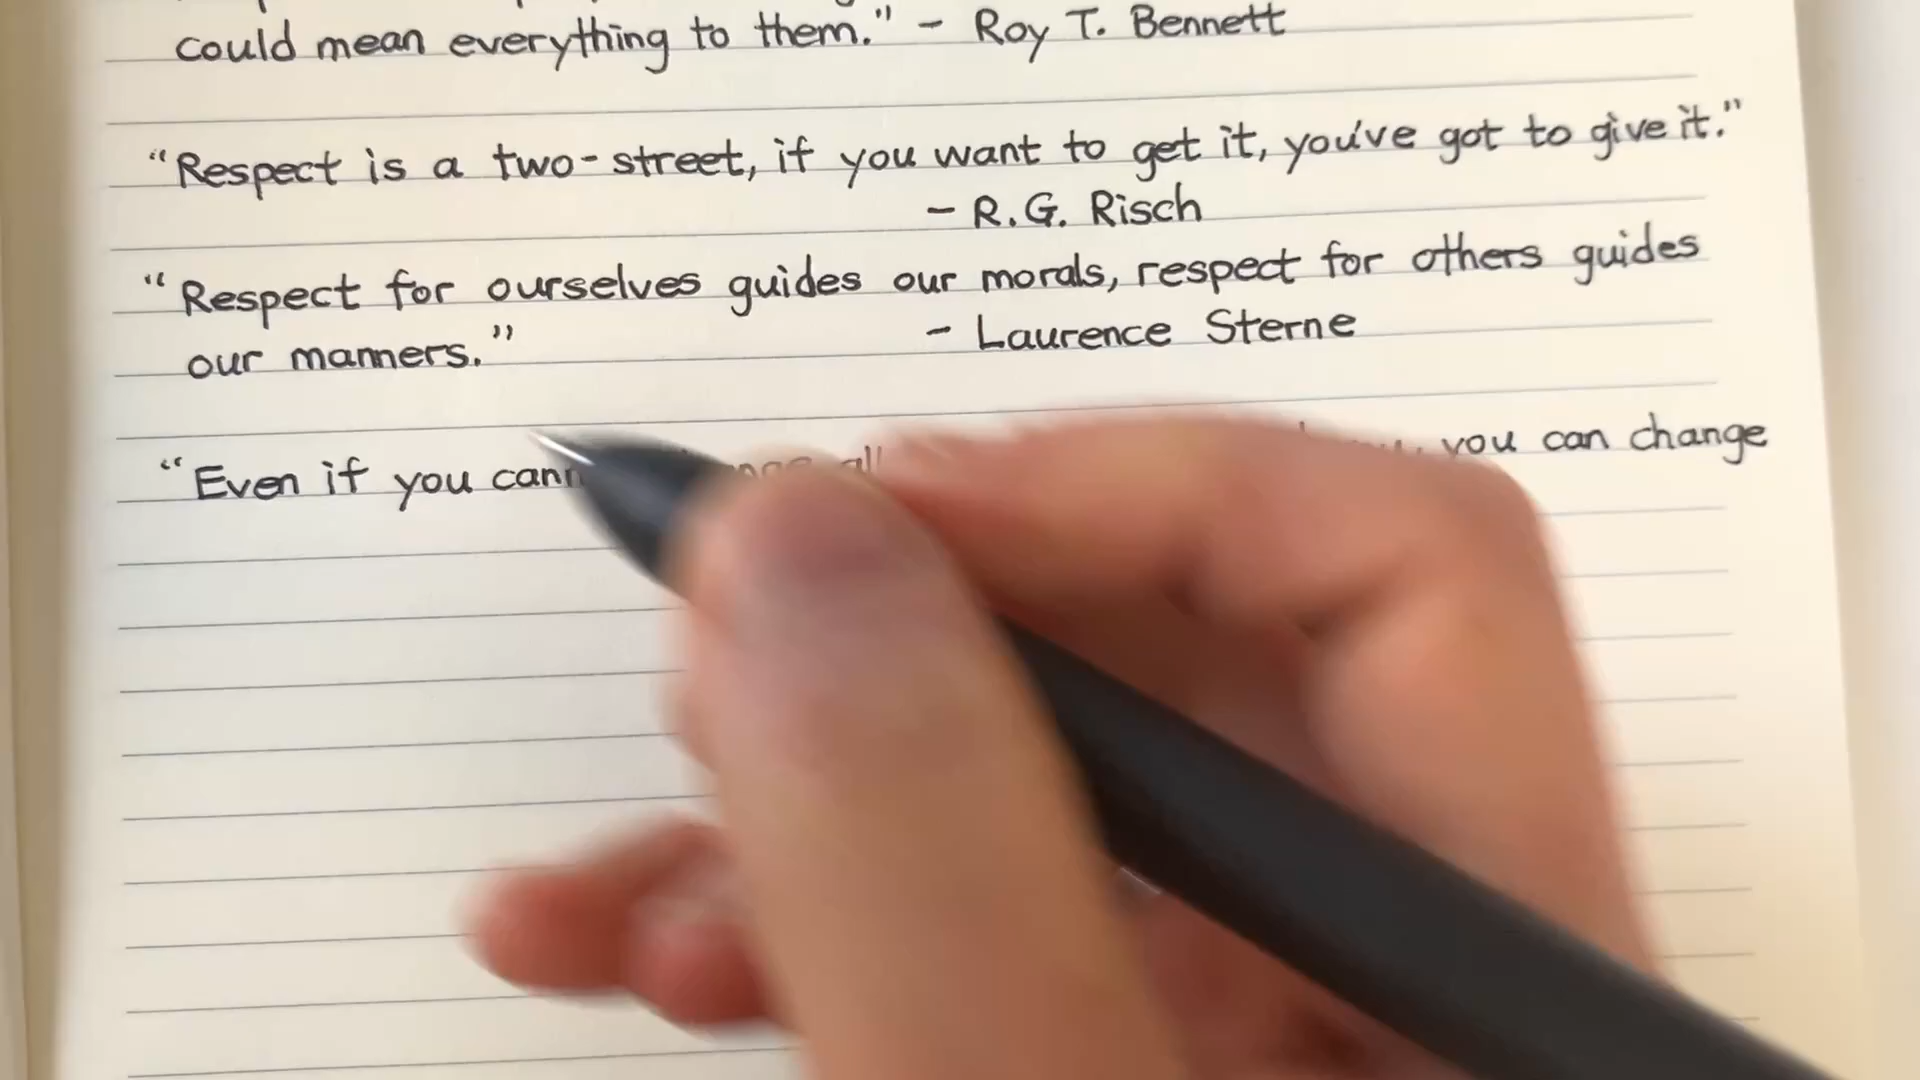 could mean everything to them." - Roy T. Bennett
"Respect is a two-street, if you want to get it, you've got to give it."
- R.G. Risch
"Respect for ourselves guides our morals, respect for others guides
our manners." - Laurence Sterne
"Even if you all you can change